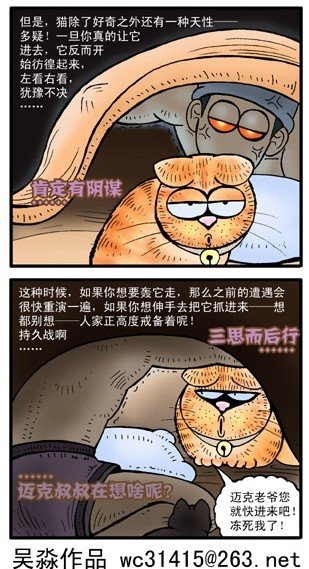 但是，猫除了好奇之外还有一种天性——
多疑！一旦你真的让它
进去，它反而开
始彷徨起来，
左看右看，
犹豫不决
……
……
肯定有阴谋
这种时候，如果你想要轰它走，那么之前的遭遇会
很快重演一遍，如果你想伸手去把它抓进来——想
都别想——人家正高度戒备着呢！
持久战啊
……
三思而后行
……
……
迈克叔叔在想啥呢？
迈克老爷您
就快进来吧！
冻死我了！
吴淼作品 wc31415@263.net